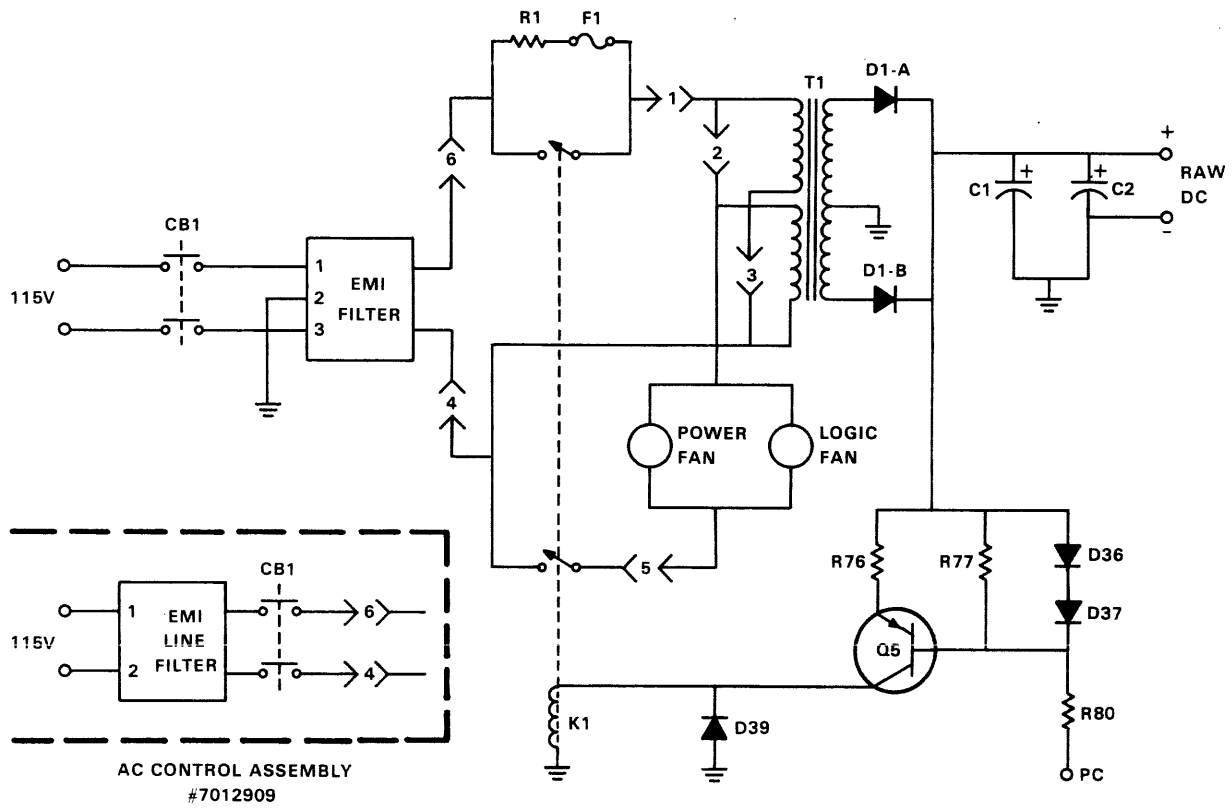 R1
F1
T1
D1-A
1
2
6
+
RAW
DC
-
C1
+
C2
+
CB1
115V
1
2
3
EMI
FILTER
3
D1-B
4
POWER
FAN
LOGIC
FAN
5
R76
R77
D36
D37
Q5
R80
PC
K1
D39
CB1
115V
1
2
EMI
LINE
FILTER
6
4
AC CONTROL ASSEMBLY
#7012909